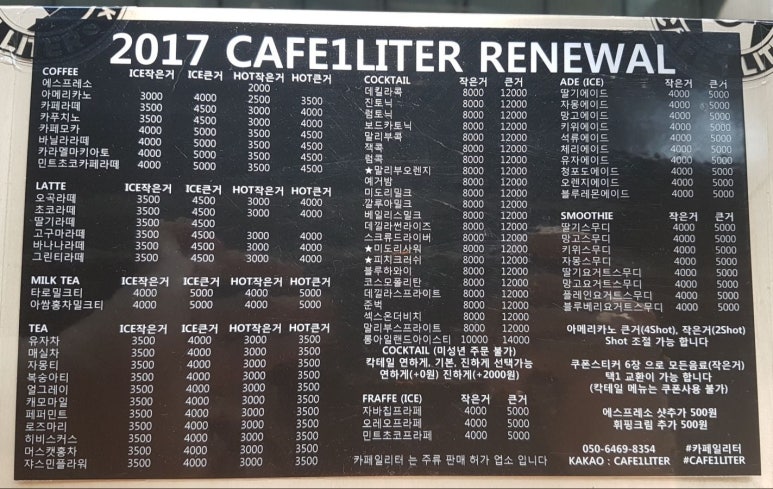 2017 CAFE1LITER RENEWAL
COFFEE ICE작은거 ICE큰거 HOT작은거 HOT큰거
에스프레소 2000
아메리카노 3000 4000 2500 3500
카페라떼 3500 4500 3000 4000
카푸치노 3500 4500 3000 4000
카페모카 4000 5000 3500 4500
바닐라라떼 4000 5000 3500 4500
카라멜마키아토 4000 5000 3500 4500
민트초코카페라떼 4000 5000 3500 4500
LATTE ICE작은거 ICE큰거 HOT작은거 HOT큰거
오곡라떼 3500 4500 3000 4000
초코라떼 3500 4500 3000 4000
딸기라떼 3500 4500
고구마라떼 3500 4500 3000 4000
바나나라떼 3500 4500 3000 4000
그린티라떼 3500 4500 3000 4000
MILK TEA ICE작은거 ICE큰거 HOT작은거 HOT큰거
타로밀크티 4000 5000 4000 5000
아쌈홍차밀크티 4000 5000 4000 5000
TEA ICE작은거 ICE큰거 HOT작은거 HOT큰거
유자차 3500 4000 3000 3500
매실차 3500 4000 3000 3500
자몽티 3500 4000 3000 3500
복숭아티 3500 4000 3000 3500
얼그레이 3500 4000 3000 3500
캐모마일 3500 4000 3000 3500
페퍼민트 3500 4000 3000 3500
로즈마리 3500 4000 3000 3500
히비스커스 3500 4000 3000 3500
머스캣홍차 3500 4000 3000 3500
쟈스민플라워 3500 4000 3000 3500
COCKTAIL 작은거 큰거
데킬라콕 8000 12000
진토닉 8000 12000
럼토닉 8000 12000
보드카토닉 8000 12000
말리부콕 8000 12000
잭콕 8000 12000
럼콕 8000 12000
★말리부오렌지 8000 12000
예거밤 8000 12000
미도리밀크 8000 12000
깔루아밀크 8000 12000
베일리스밀크 8000 12000
데낄라썬라이즈 8000 12000
스크류드라이버 8000 12000
★미도리사워 8000 12000
★피치크러쉬 8000 12000
블루하와이 8000 12000
코스모폴리탄 8000 12000
데낄라스프라이트 8000 12000
준벅 8000 12000
섹스온더비치 8000 12000
말리부스프라이트 8000 12000
롱아일랜드아이스티 10000 14000
COCKTAIL (미성년 주문 불가)
칵테일 연하게, 기본, 진하게 선택가능
연하게(+0원) 진하게(+2000원)
FRAFFE (ICE) 작은거 큰거
자바칩프라페 4000 5000
오레오프라페 4000 5000
민트초코프라페 4000 5000
카페일리터 는 주류 판매 허가 업소 입니다
ADE (ICE) 작은거 큰거
딸기에이드 4000 5000
자몽에이드 4000 5000
망고에이드 4000 5000
키위에이드 4000 5000
석류에이드 4000 5000
체리에이드 4000 5000
유자에이드 4000 5000
청포도에이드 4000 5000
오렌지에이드 4000 5000
블루레몬에이드 4000 5000
SMOOTHIE 작은거 큰거
딸기스무디 4000 5000
망고스무디 4000 5000
키위스무디 4000 5000
자몽스무디 4000 5000
딸기요거트스무디 4000 5000
망고요거트스무디 4000 5000
플레인요거트스무디 4000 5000
블루베리요거트스무디 4000 5000
아메리카노 큰거(4Shot), 작은거(2Shot)
Shot 조절 가능 합니다
쿠폰스티커 6장 으로 모든음료(작은거)
택1 교환이 가능 합니다
(칵테일 메뉴는 쿠폰사용 불가)
에스프레소 샷추가 500원
휘핑크림 추가 500원
050-6469-8354 #카페일리터
KAKAO : CAFE1LITER #CAFE1LITER